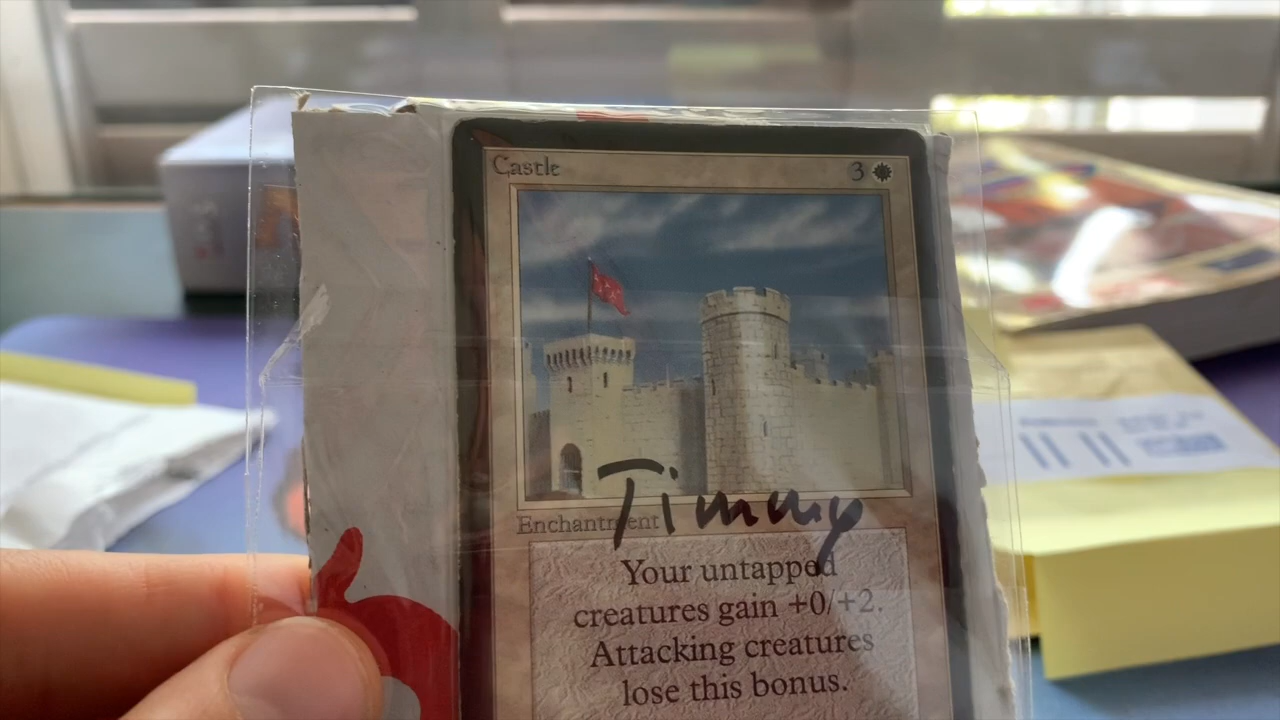 Castle 3
Timmy
Enchantment
Your untapped
creatures gain +0/+2.
Attacking creatures
lose this bonus.